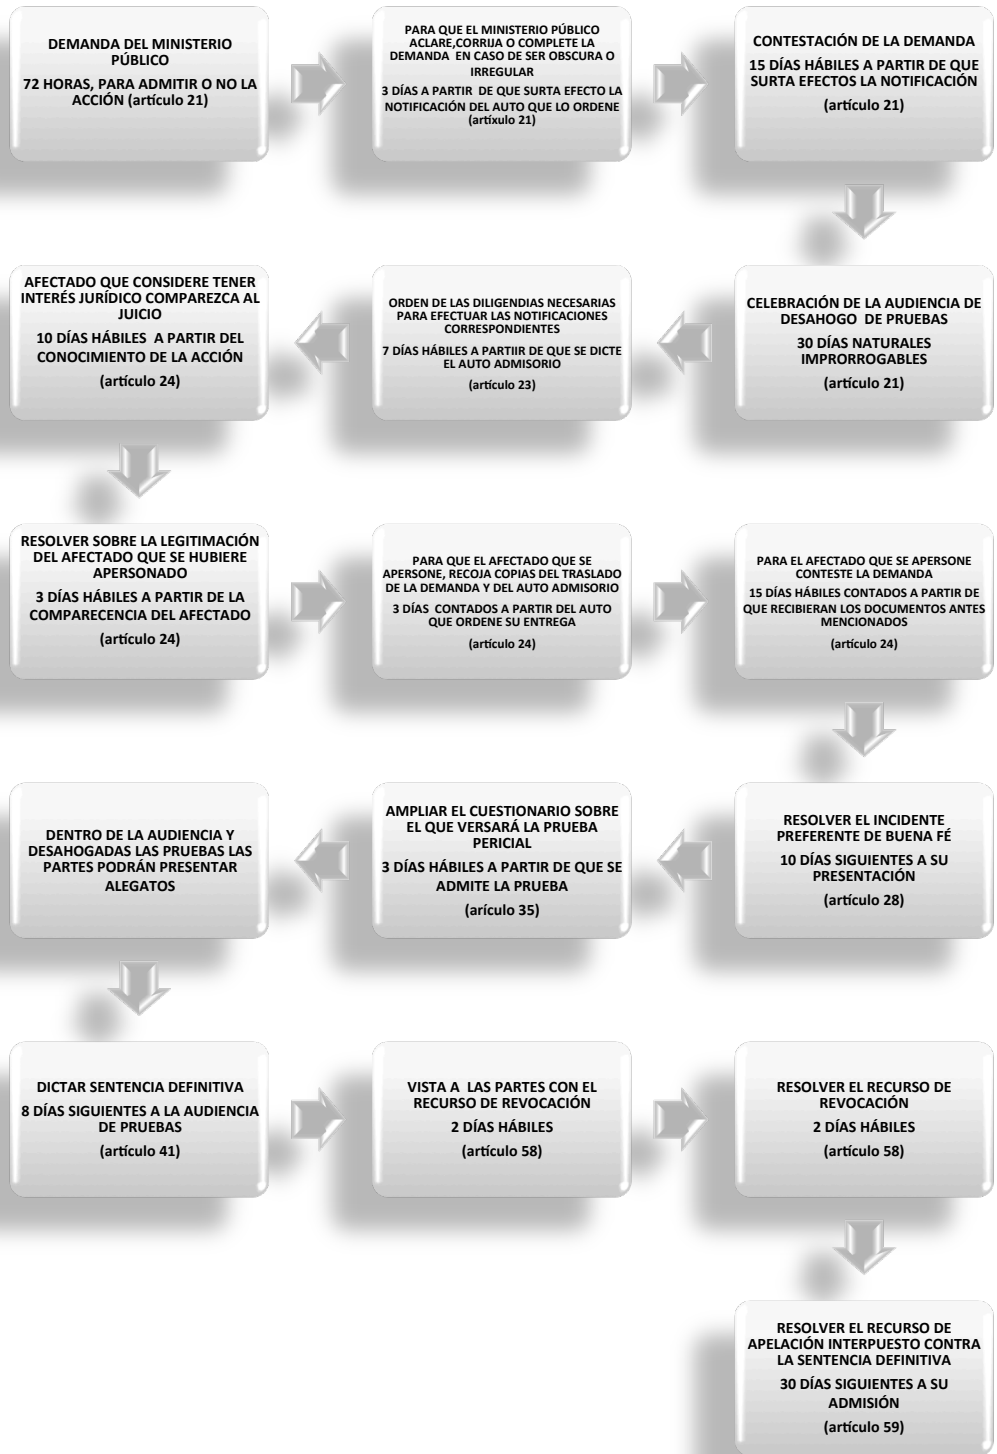 DEMANDA DEL MINISTERIO
PÚBLICO
72 HORAS, PARA ADMITIR O NO LA
ACCIÓN (artículo 21)
PARA QUE EL MINISTERIO PÚBLICO
ACLARE,CORRIJA O COMPLETE LA
DEMANDA EN CASO DE SER OBSCURA O
IRREGULAR
3 DÍAS A PARTIR DE QUE SURTA EFECTO LA
NOTIFICACIÓN DEL AUTO QUE LO ORDENE
(artíxulo 21)
CONTESTACIÓN DE LA DEMANDA
15 DÍAS HÁBILES A PARTIR DE QUE
SURTA EFECTOS LA NOTIFICACIÓN
(artículo 21)
CELEBRACIÓN DE LA AUDIENCIA DE
DESAHOGO DE PRUEBAS
30 DÍAS NATURALES
IMPRORROGABLES
(artículo 21)
ORDEN DE LAS DILIGENDIAS NECESARIAS
PARA EFECTUAR LAS NOTIFICACIONES
CORRESPONDIENTES
7 DÍAS HÁBILES A PARTIIR DE QUE SE DICTE
EL AUTO ADMISORIO
(artículo 23)
AFECTADO QUE CONSIDERE TENER
INTERÉS JURÍDICO COMPAREZCA AL
JUICIO
10 DÍAS HÁBILES A PARTIR DEL
CONOCIMIENTO DE LA ACCIÓN
(artículo 24)
RESOLVER SOBRE LA LEGITIMACIÓN
DEL AFECTADO QUE SE HUBIERE
APERSONADO
3 DÍAS HÁBILES A PARTIR DE LA
COMPARECENCIA DEL AFECTADO
(artículo 24)
PARA QUE EL AFECTADO QUE SE
APERSONE, RECOJA COPIAS DEL TRASLADO
DE LA DEMANDA Y DEL AUTO ADMISORIO
3 DÍAS CONTADOS A PARTIR DEL AUTO
QUE ORDENE SU ENTREGA
(artículo 24)
PARA EL AFECTADO QUE SE APERSONE
CONTESTE LA DEMANDA
15 DÍAS HÁBILES CONTADOS A PARTIR DE
QUE RECIBIERAN LOS DOCUMENTOS ANTES
MENCIONADOS
(artículo 24)
RESOLVER EL INCIDENTE
PREFERENTE DE BUENA FÉ
10 DÍAS SIGUIENTES A SU
PRESENTACIÓN
(artículo 28)
AMPLIAR EL CUESTIONARIO SOBRE
EL QUE VERSARÁ LA PRUEBA
PERICIAL
3 DÍAS HÁBILES A PARTIR DE QUE SE
ADMITE LA PRUEBA
(arículo 35)
DENTRO DE LA AUDIENCIA Y
DESAHOGADAS LAS PRUEBAS LAS
PARTES PODRÁN PRESENTAR
ALEGATOS
DICTAR SENTENCIA DEFINITIVA
8 DÍAS SIGUIENTES A LA AUDIENCIA
DE PRUEBAS
(artículo 41)
VISTA A LAS PARTES CON EL
RECURSO DE REVOCACIÓN
2 DÍAS HÁBILES
(artículo 58)
RESOLVER EL RECURSO DE
REVOCACIÓN
2 DÍAS HÁBILES
(artículo 58)
RESOLVER EL RECURSO DE
APELACIÓN INTERPUESTO CONTRA
LA SENTENCIA DEFINITIVA
30 DÍAS SIGUIENTES A SU
ADMISIÓN
(artículo 59)